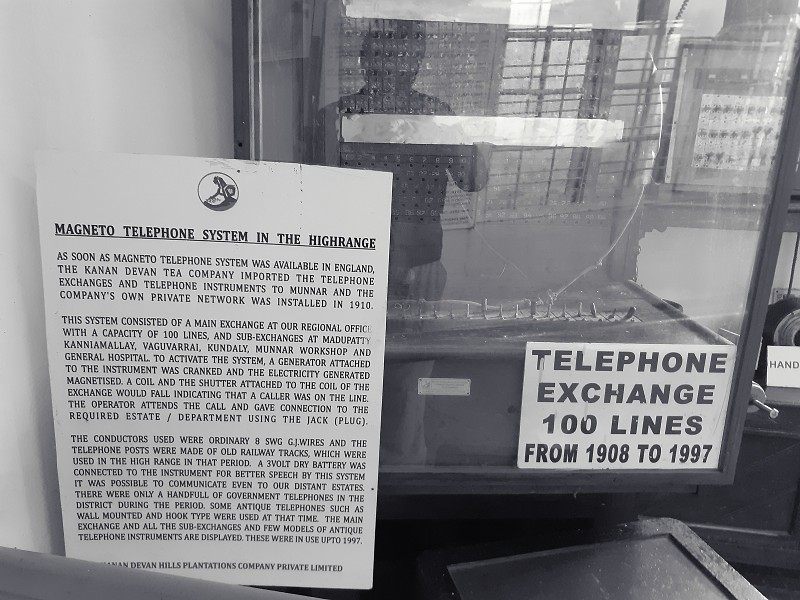 MAGNETO TELEPHONE SYSTEM IN THE HIGHRANGE
AS SOON AS MAGNETO TELEPHONE SYSTEM WAS AVAILABLE IN ENGLAND,
THE KANAN DEVAN TEA COMPANY IMPORTED THE TELEPHONE
EXCHANGES AND TELEPHONE INSTRUMENTS TO MUNNAR AND THE
COMPANY'S OWN PRIVATE NETWORK WAS INSTALLED IN 1910.
THIS SYSTEM CONSISTED OF A MAIN EXCHANGE AT OUR REGIONAL OFFICE
WITH A CAPACITY OF 100 LINES, AND SUB-EXCHANGES AT MADUPATTY
KANNIAMALLAY, VAGUVARRAI, KUNDALY, MUNNAR WORKSHOP AND
GENERAL HOSPITAL. TO ACTIVATE THE SYSTEM, A GENERATOR ATTACHED
TO THE INSTRUMENT WAS CRANKED AND THE ELECTRICITY GENERATED
MAGNETISED. A COIL AND THE SHUTTER ATTACHED TO THE COIL OF THE
EXCHANGE WOULD FALL INDICATING THAT A CALLER WAS ON THE LINE.
THE OPERATOR ATTENDS THE CALL AND GAVE CONNECTION TO THE
REQUIRED ESTATE / DEPARTMENT USING THE JACK (PLUG).
THE CONDUCTORS USED WERE ORDINARY 8 SWG G.J.WIRES AND THE
TELEPHONE POSTS WERE MADE OF OLD RAILWAY TRACKS, WHICH WERE
USED IN THE HIGH RANGE IN THAT PERIOD. A 3VOLT DRY BATTERY WAS
CONNECTED TO THE INSTRUMENT FOR BETTER SPEECH BY THIS SYSTEM
IT WAS POSSIBLE TO COMMUNICATE EVEN TO OUR DISTANT ESTATES.
THERE WERE ONLY A HANDFULL OF GOVERNMENT TELEPHONES IN THE
DISTRICT DURING THE PERIOD. SOME ANTIQUE TELEPHONES SUCH AS
WALL MOUNTED AND HOOK TYPE WERE USED AT THAT TIME. THE MAIN
EXCHANGE AND ALL THE SUB-EXCHANGES AND FEW MODELS OF ANTIQUE
TELEPHONE INSTRUMENTS ARE DISPLAYED. THESE WERE IN USE UPTO 1997.
DEVAN HILLS PLANTATIONS COMPANY PRIVATE LIMITED
TELEPHONE
EXCHANGE
100 LINES
FROM 1908 TO 1997
HAND